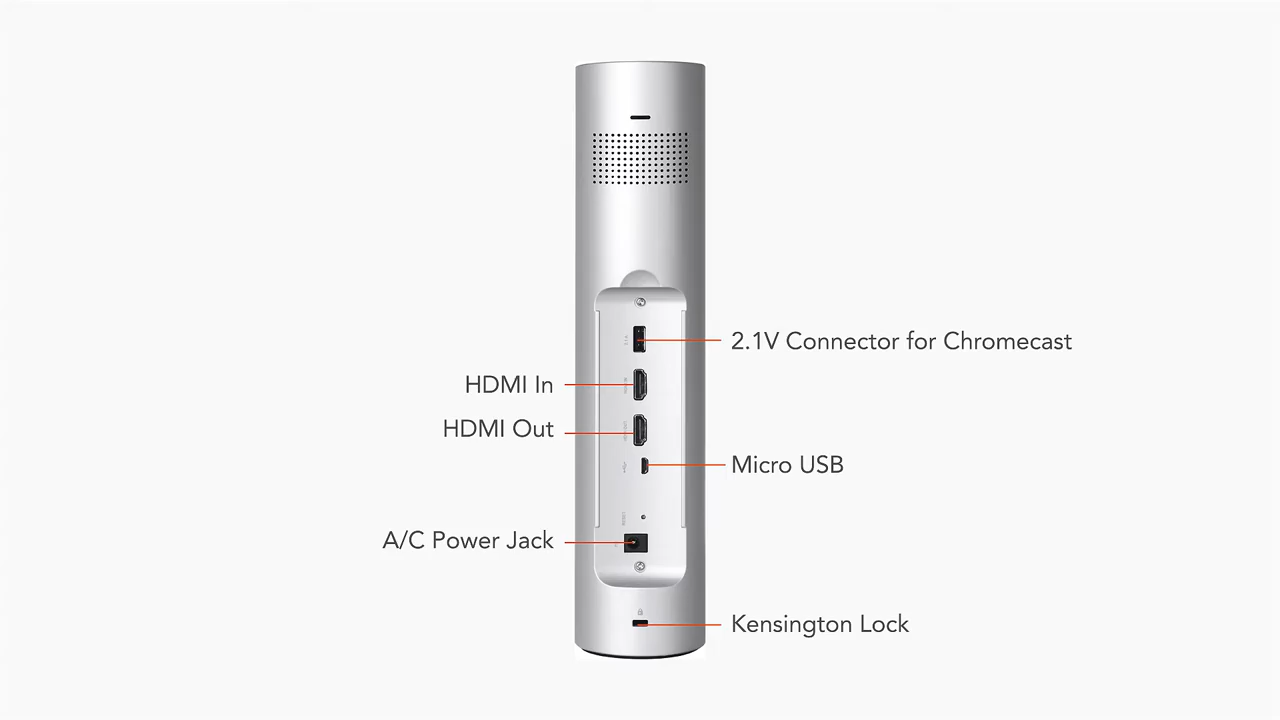 2.1V Connector for Chromecast
HDMI In
HDMI Out
Micro USB
A/C Power Jack
Kensington Lock